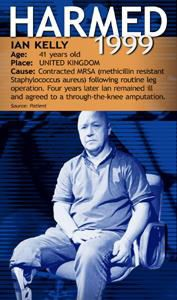 HARMED
1999
IAN KELLY
Age: 41 years old
Place: UNITED KINGDOM
Cause: Contracted MRSA (methicillin resistant
Staphylococcus aureus) following routine leg
operation. Four years later Ian remained ill
and agreed to a through-the-knee amputation.
Source: Patient